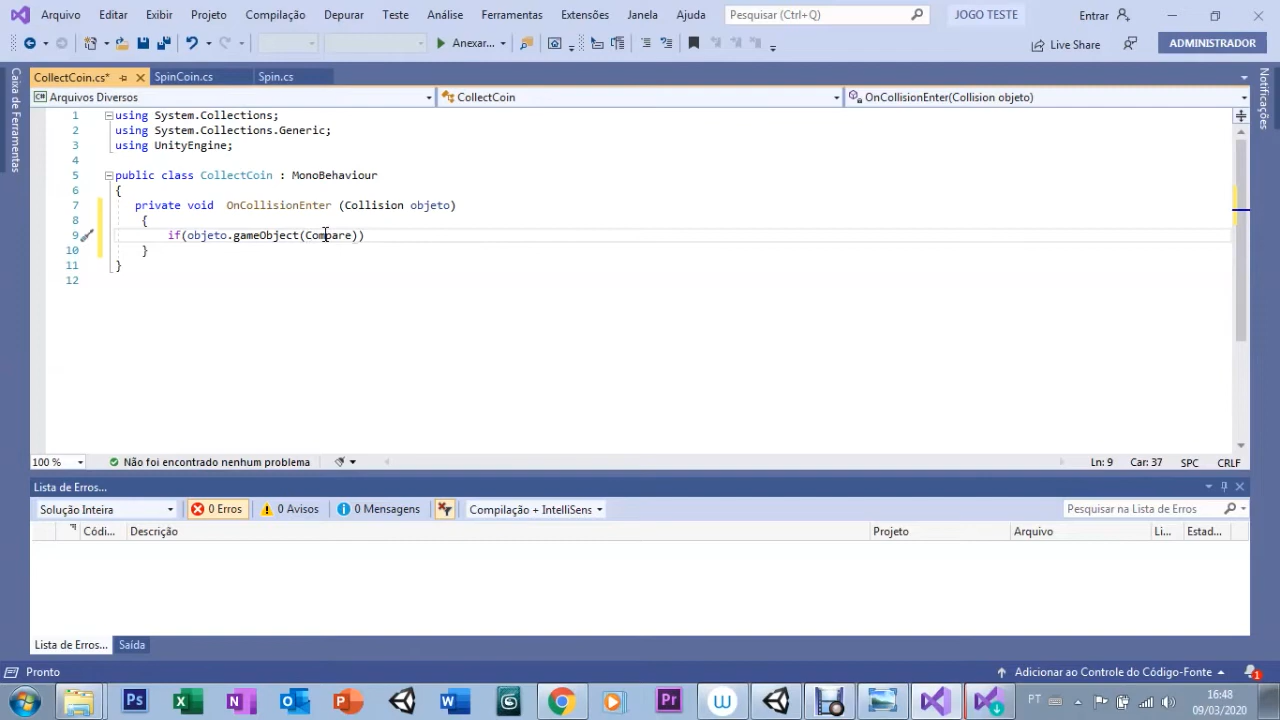 Arquivo Editar Exibir Projeto Compilação Depurar Teste Análise Ferramentas Extensões Janela Ajuda Pesquisar (Ctrl+Q) JOGO TESTE Entrar
Anexar... Live Share ADMINISTRADOR
CollectCoin.cs* SpinCoin.cs Spin.cs
Caixa de Ferramentas
Notificações
Arquivos Diversos CollectCoin OnCollisionEnter(Collision objeto)
1 using System.Collections;
2 using System.Collections.Generic;
3 using UnityEngine;
4
5 public class CollectCoin : MonoBehaviour
6 {
7 private void OnCollisionEnter (Collision objeto)
8 {
9 if(objeto.gameObject(Compare))
10 }
11 }
12
100 % Não foi encontrado nenhum problema Ln: 9 Car: 37 SPC CRLF
Lista de Erros...
Solução Inteira 0 Erros 0 Avisos 0 Mensagens Compilação + IntelliSens Pesquisar na Lista de Erros
Códi... Descrição Projeto Arquivo Li... Estad...
Lista de Erros... Saída
Pronto Adicionar ao Controle do Código-Fonte 1
Ps Pr W PT 16:48
09/03/2020